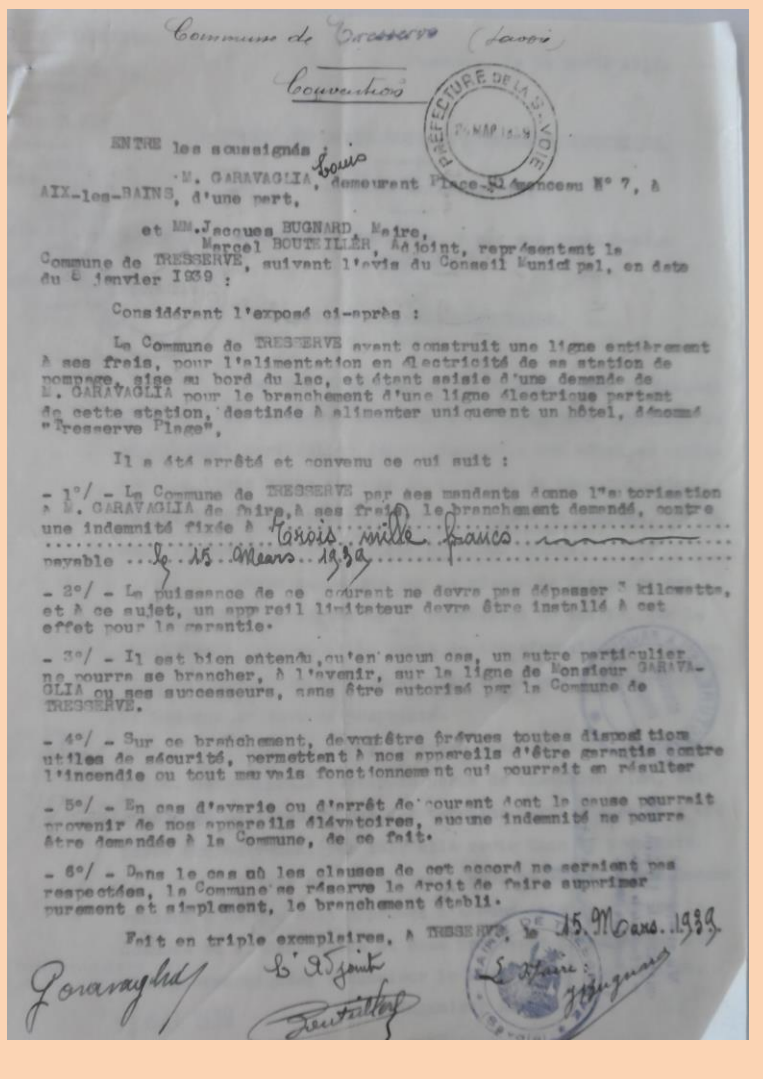 Commune de Tresserve (Savoie)
Convention
PRÉFECTURE DE LA SAVOIE
MAR 1939
ENTRE les soussignés :
Louis
M. GARAVAGLIA, demeurant Place Clémenceau N° 7, à
AIX-les-BAINS, d'une part,
et MM. Jacques BUGNARD, Maire,
Marcel BOUTEILLER, Adjoint, représentant la
Commune de TRESSERVE, suivant l'avis du Conseil Municipal, en date
du 8 janvier 1939 :
Considérant l'exposé ci-après :
La Commune de TRESSERVE ayant construit une ligne entièrement
à ses frais, pour l'alimentation en électricité de sa station de
pompage, sise au bord du lac, et étant saisie d'une demande de
M. GARAVAGLIA pour le branchement d'une ligne électrique partant
de cette station, destinée à alimenter uniquement un hôtel, dénommé
"Tresserve Plage",
Il a été arrêté et convenu ce qui suit :
- 1°/ - La Commune de TRESSERVE par ses mandants donne l'autorisation
à M. GARAVAGLIA de faire, à ses frais, le branchement demandé, contre
une indemnité fixée à Trois mille francs
payable le 15 Mars 1939
- 2°/ - La puissance de ce courant ne devra pas dépasser 3 kilowatts,
et à ce sujet, un appareil limitateur devra être installé à cet
effet pour la garantie.
- 3°/ - Il est bien entendu, qu'en aucun cas, un autre particulier
ne pourra se brancher, à l'avenir, sur la ligne de Monsieur GARAVA-
GLIA ou ses successeurs, sans être autorisé par la Commune de
TRESSERVE.
- 4°/ - Sur ce branchement, devront être prévues toutes disposition
utiles de sécurité, permettant à nos appareils d'être garantis contre
l'incendie ou tout mauvais fonctionnement qui pourrait en résulter
- 5°/ - En cas d'avarie ou d'arrêt de courant dont la cause pourrait
provenir de nos appareils élévatoires, aucune indemnité ne pourra
être demandée à la Commune, de ce fait.
- 6°/ - Dans le cas où les clauses de cet accord ne seraient pas
respectées, la Commune se réserve le droit de faire supprimer
purement et simplement, le branchement établi.
Fait en triple exemplaires, à TRESSERVE, le 15 Mars 1939
L'Adjoint
Le Maire :
Garavaglia
Bouteiller
JBugnard
MAIRIE DE TRESSERVE
(Savoie)